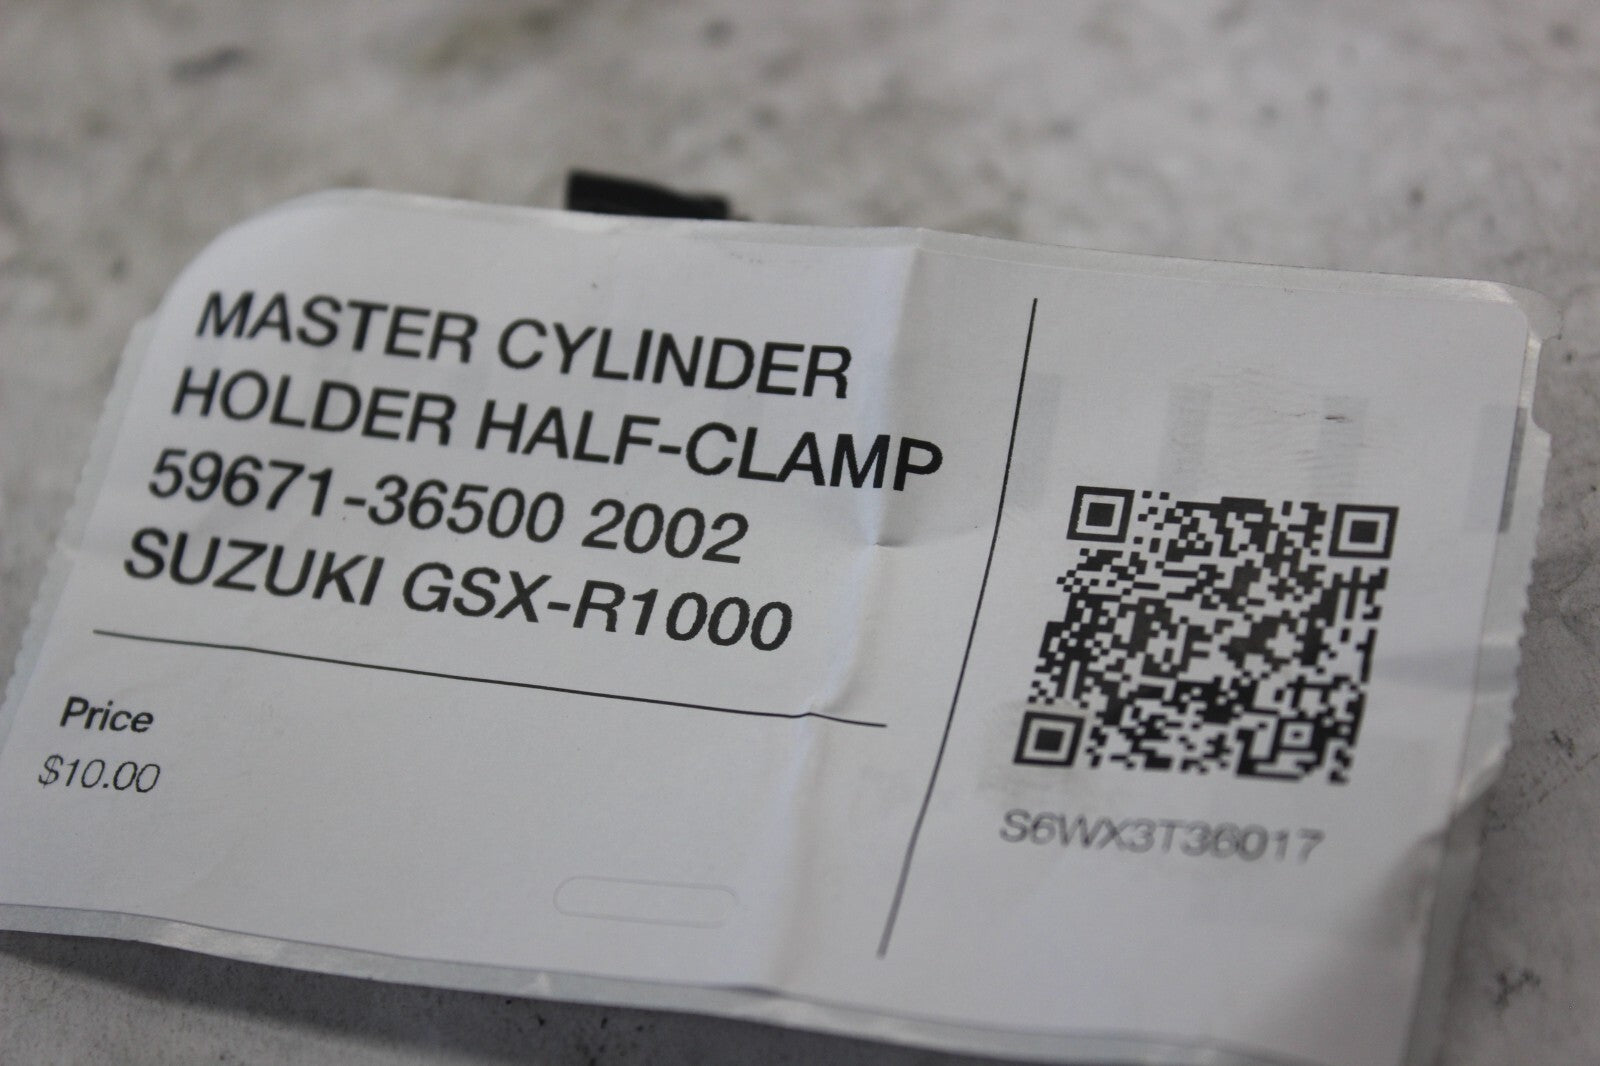 MASTER CYLINDER
HOLDER HALF-CLAMP
59671-36500 2002
SUZUKI GSX-R1000
Price
$10.00
S6WX3T36017